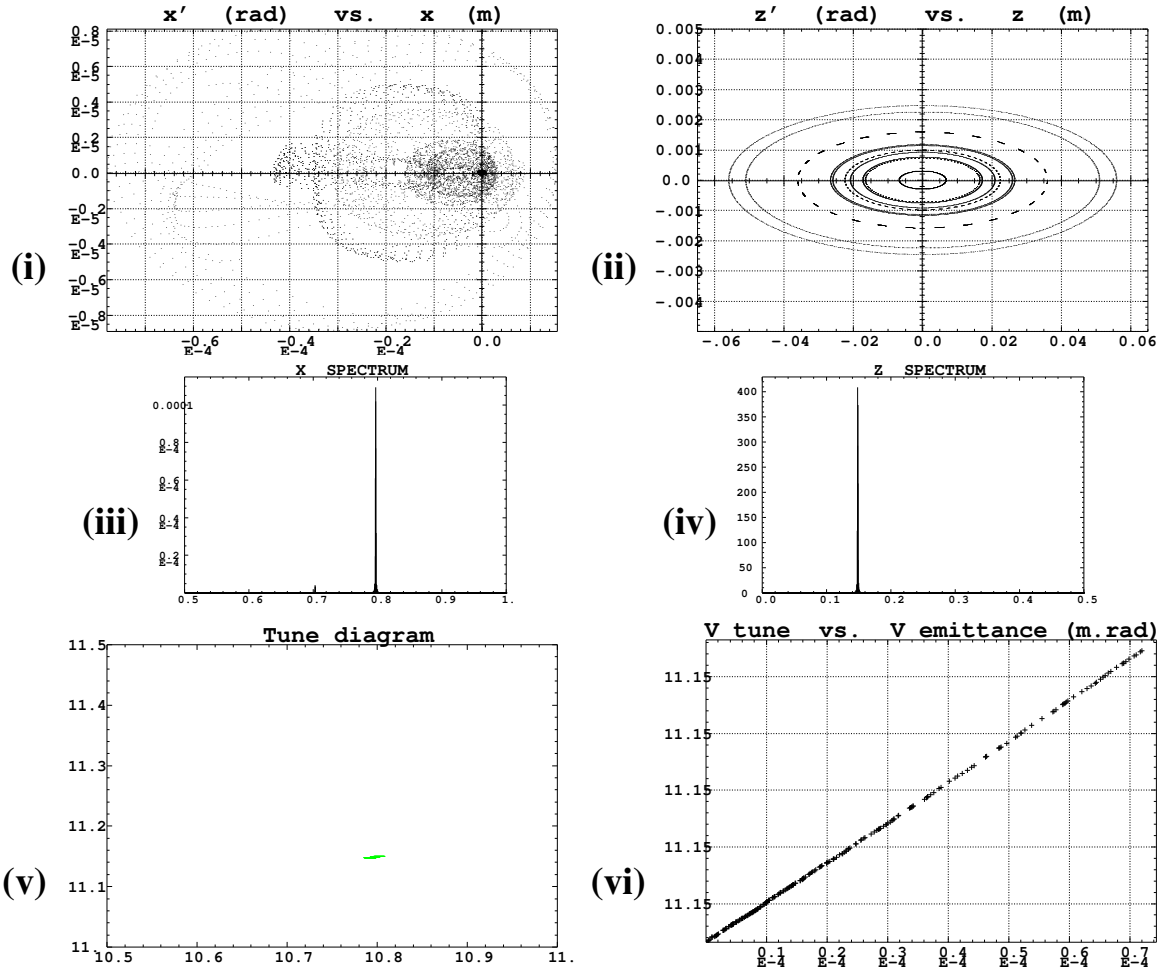 x' (rad) vs. x (m)
0.8
E-5
0.6
E-5
0.4
E-5
0.2
E-5
0.0
-0.2
E-5
-0.4
E-5
-0.6
E-5
-0.8
E-5
-0.6
E-4
-0.4
E-4
-0.2
E-4
0.0
(i)
z' (rad) vs. z (m)
0.005
0.004
0.003
0.002
0.001
0.0
-.001
-.002
-.003
-.004
-.06
-.04
-.02
0.0
0.02
0.04
0.06
(ii)
X SPECTRUM
0.0001
0.8
E-4
0.6
E-4
0.4
E-4
0.2
E-4
0.5
0.6
0.7
0.8
0.9
1.
(iii)
Z SPECTRUM
400
350
300
250
200
150
100
50
0
0.0
0.1
0.2
0.3
0.4
0.5
(iv)
Tune diagram
11.5
11.4
11.3
11.2
11.1
11.
10.5
10.6
10.7
10.8
10.9
11.
(v)
V tune vs. V emittance (m.rad)
11.15
11.15
11.15
11.15
11.15
0.1
E-4
0.2
E-4
0.3
E-4
0.4
E-4
0.5
E-4
0.6
E-4
0.7
E-4
(vi)